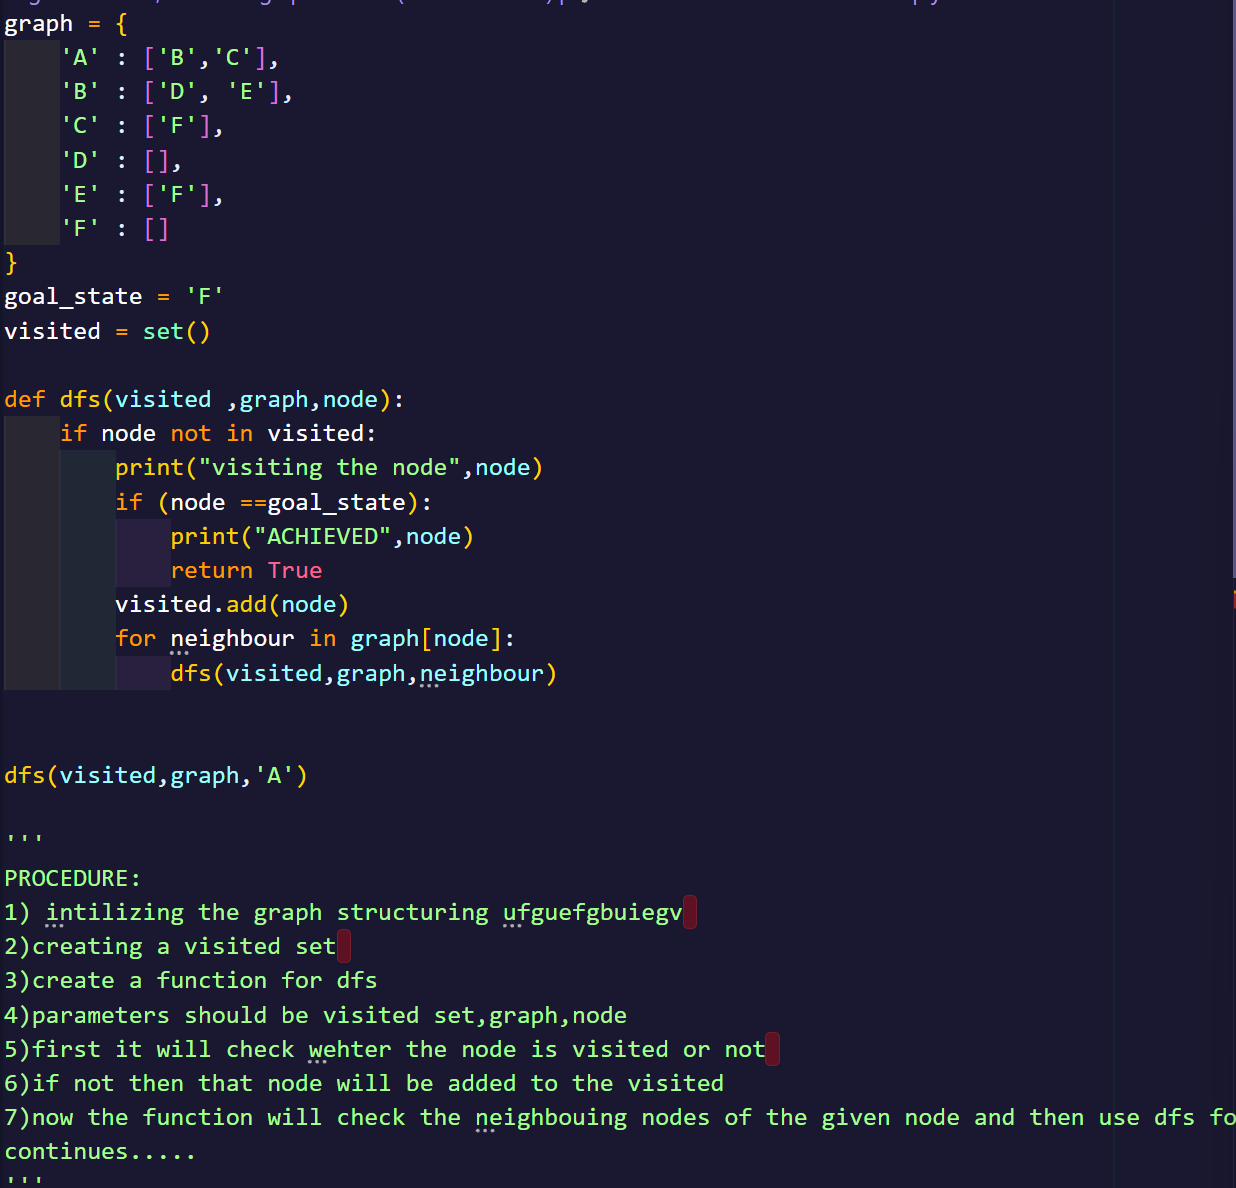 graph = {
    'A' : ['B','C'],
    'B' : ['D', 'E'],
    'C' : ['F'],
    'D' : [],
    'E' : ['F'],
    'F' : []
}
goal_state = 'F'
visited = set()
def dfs(visited ,graph,node):
    if node not in visited:
        print("visiting the node",node)
        if (node ==goal_state):
            print("ACHIEVED",node)
            return True
        visited.add(node)
        for neighbour in graph[node]:
            dfs(visited,graph,neighbour)
dfs(visited,graph,'A')
'''
PROCEDURE:
1) intilizing the graph structuring ufguefgbuiegv
2)creating a visited set
3)create a function for dfs
4)parameters should be visited set,graph,node
5)first it will check wehter the node is visited or not
6)if not then that node will be added to the visited
7)now the function will check the neighbouing nodes of the given node and then use dfs fo
continues.....
'''